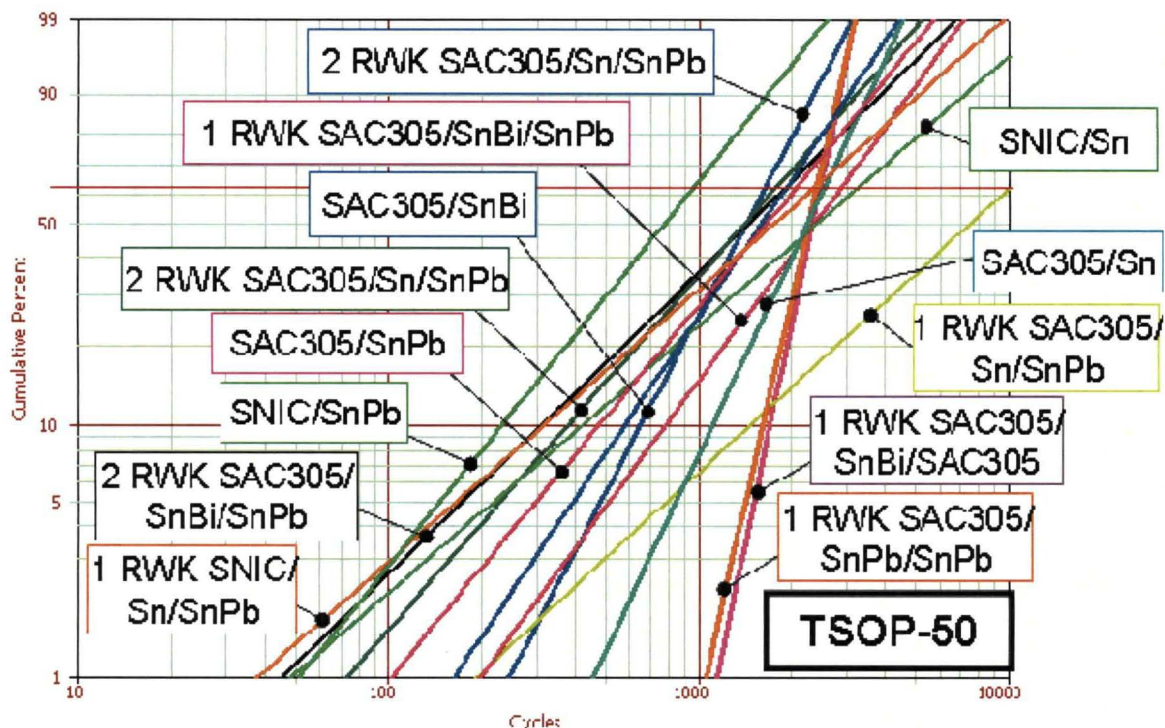 99
90
50
10
5
1
Cumulative Percent
2 RWK SAC305/Sn/SnPb
1 RWK SAC305/SnBi/SnPb
SAC305/SnBi
2 RWK SAC305/Sn/SnPb
SAC305/SnPb
SNIC/SnPb
2 RWK SAC305/
SnBi/SnPb
1 RWK SNIC/
Sn/SnPb
SNIC/Sn
SAC305/Sn
1 RWK SAC305/
Sn/SnPb
1 RWK SAC305/
SnBi/SAC305
1 RWK SAC305/
SnPb/SnPb
TSOP-50
10
100
1000
10000
Cycles